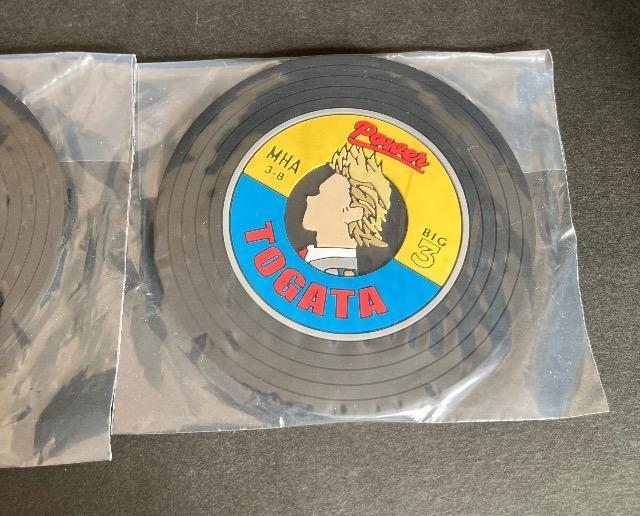 Power
MHA
3-B
BIG
3
TOGATA